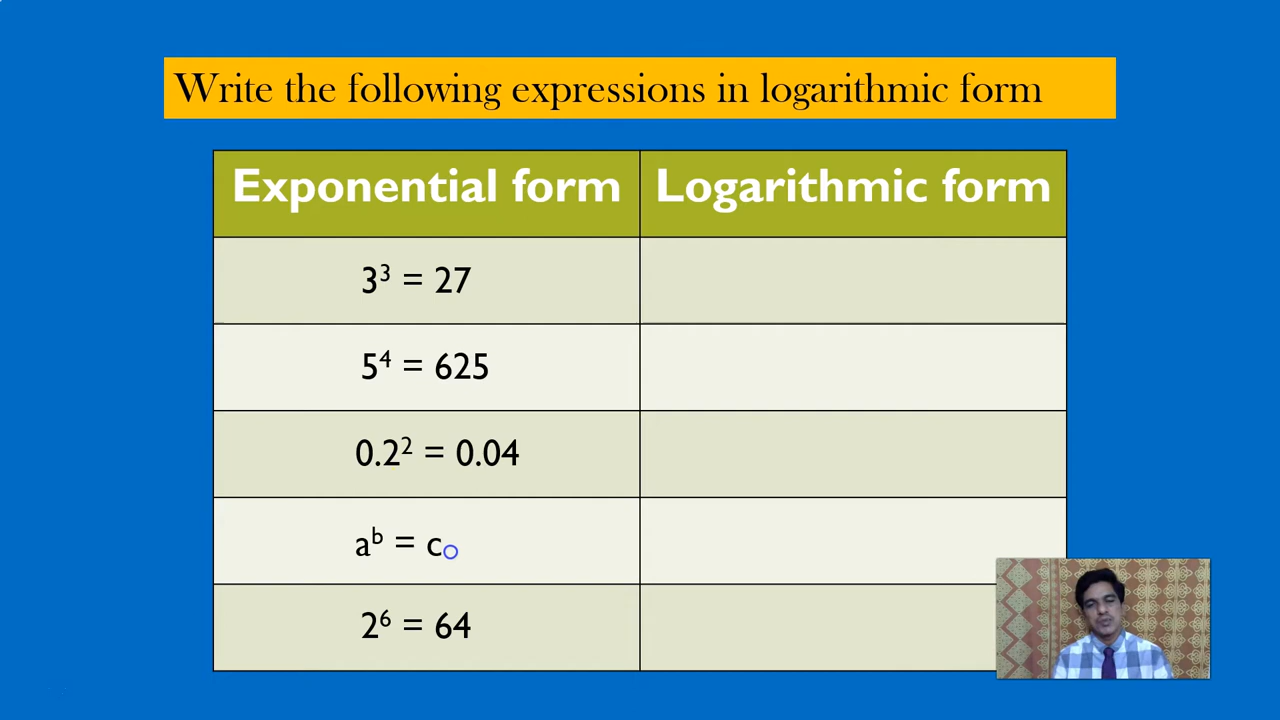 Write the following expressions in logarithmic form
Exponential form Logarithmic form
3³ = 27
5⁴ = 625
0.2² = 0.04
aᵇ = c
2⁶ = 64